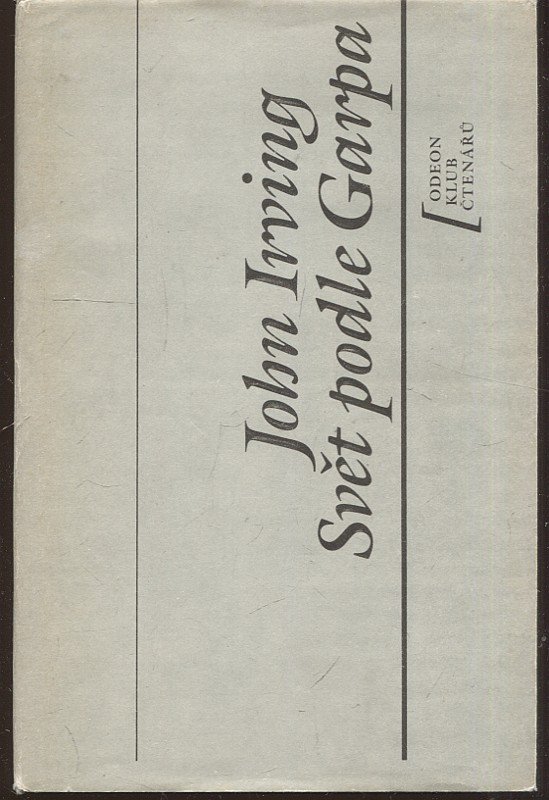 John Irving
Svět podle Garpa
ODEON
KLUB
ČTENÁŘŮ